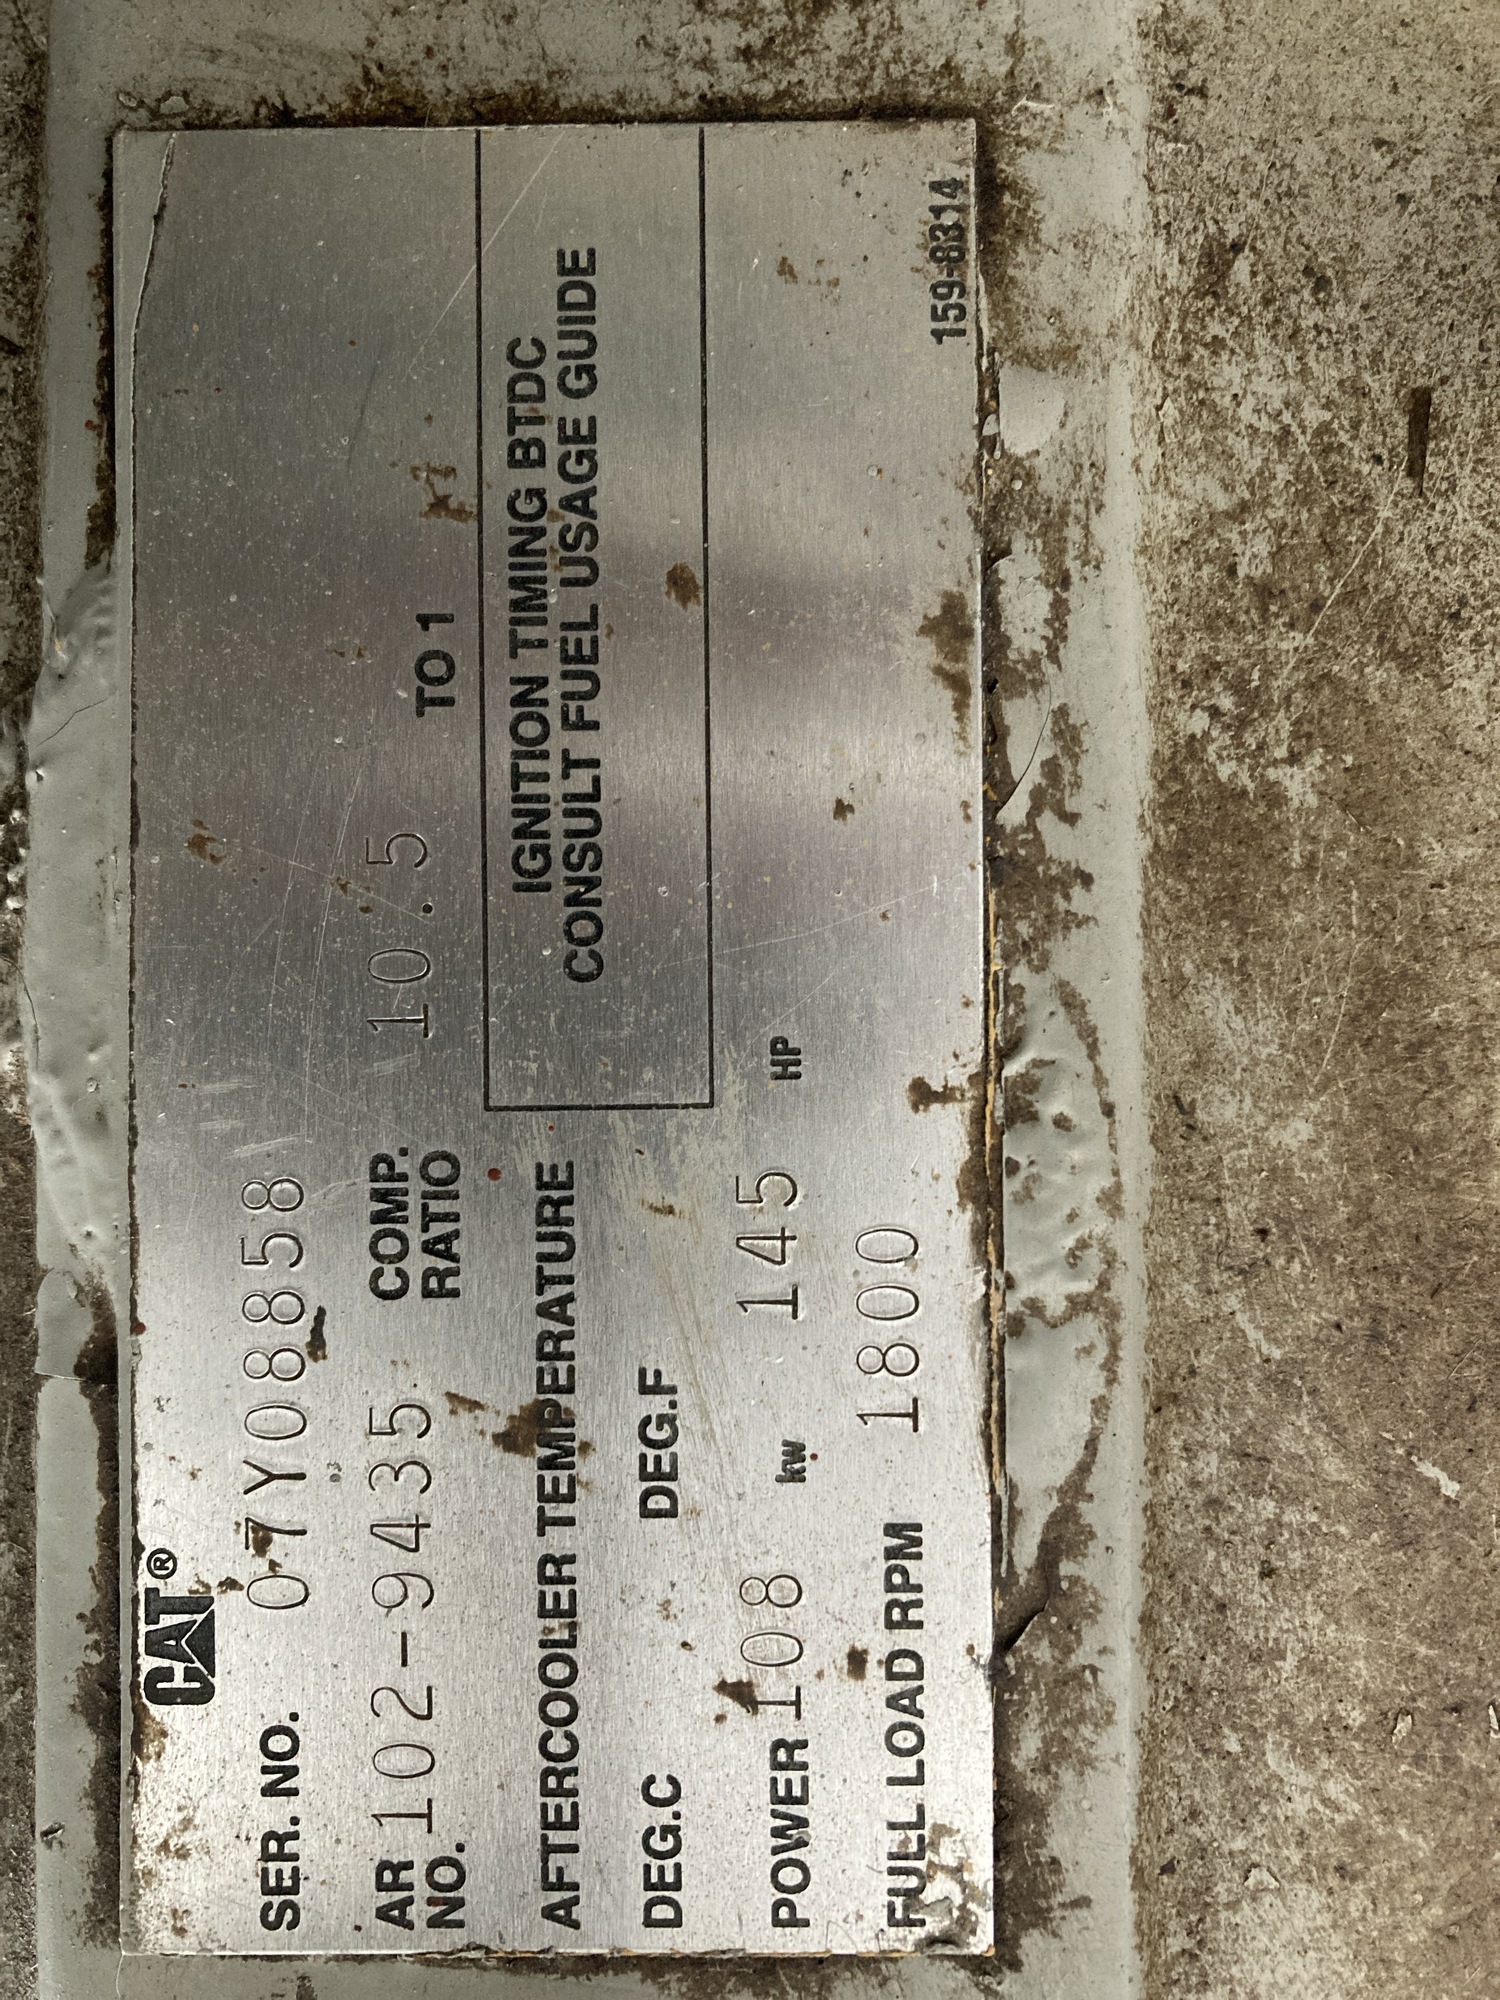 CAT®
SER. NO. 07Y08858
AR NO. 102-9435 COMP. RATIO 10.5 TO 1
AFTERCOOLER TEMPERATURE
IGNITION TIMING BTDC
CONSULT FUEL USAGE GUIDE
DEG.C DEG.F
POWER 108 kw 145 HP
FULL LOAD RPM 1800
159-8314